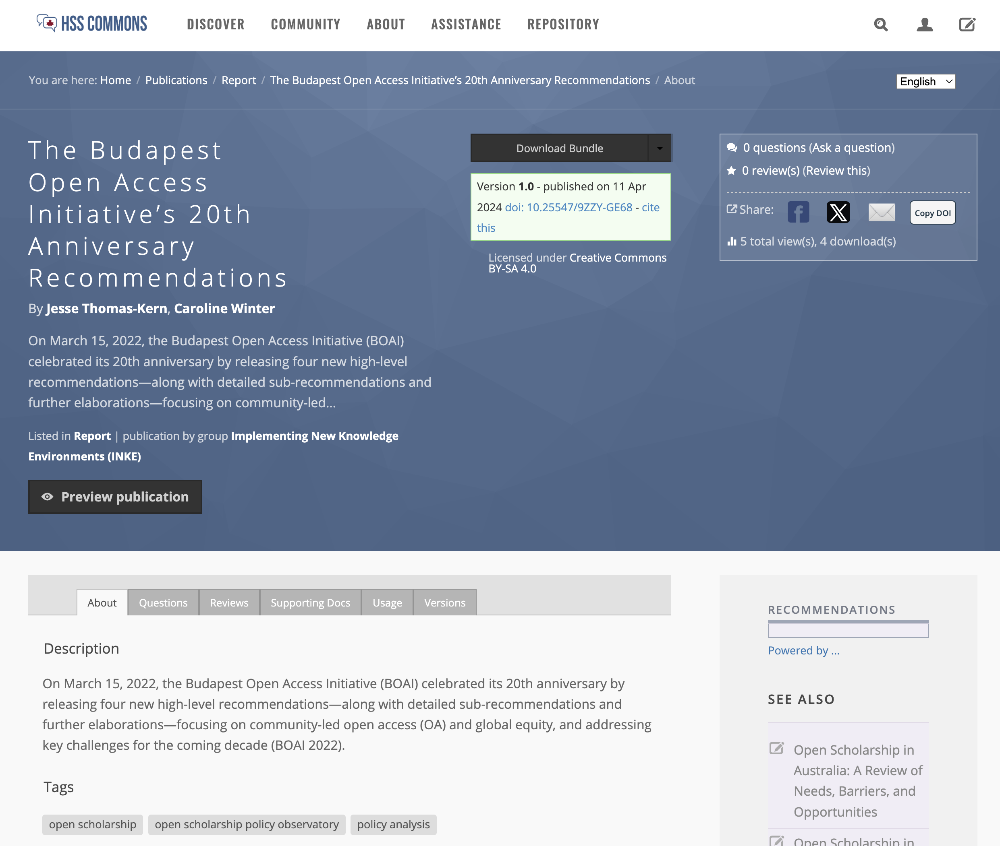 HSS COMMONS
DISCOVER
COMMUNITY
ABOUT
ASSISTANCE
REPOSITORY
You are here: Home / Publications / Report / The Budapest Open Access Initiative’s 20th Anniversary Recommendations / About
English
The Budapest
Open Access
Initiative’s 20th
Anniversary
Recommendations
By Jesse Thomas-Kern, Caroline Winter
On March 15, 2022, the Budapest Open Access Initiative (BOAI)
celebrated its 20th anniversary by releasing four new high-level
recommendations—along with detailed sub-recommendations and
further elaborations—focusing on community-led...
Listed in Report | publication by group Implementing New Knowledge
Environments (INKE)
Preview publication
Download Bundle
Version 1.0 - published on 11 Apr
2024 doi: 10.25547/9ZZY-GE68 - cite
this
Licensed under Creative Commons
BY-SA 4.0
0 questions (Ask a question)
0 review(s) (Review this)
Share:
f
X
Copy DOI
5 total view(s), 4 download(s)
About
Questions
Reviews
Supporting Docs
Usage
Versions
Description
On March 15, 2022, the Budapest Open Access Initiative (BOAI) celebrated its 20th anniversary by
releasing four new high-level recommendations—along with detailed sub-recommendations and
further elaborations—focusing on community-led open access (OA) and global equity, and addressing
key challenges for the coming decade (BOAI 2022).
Tags
open scholarship
open scholarship policy observatory
policy analysis
RECOMMENDATIONS
Powered by ...
SEE ALSO
Open Scholarship in
Australia: A Review of
Needs, Barriers, and
Opportunities
Open Scholarship in